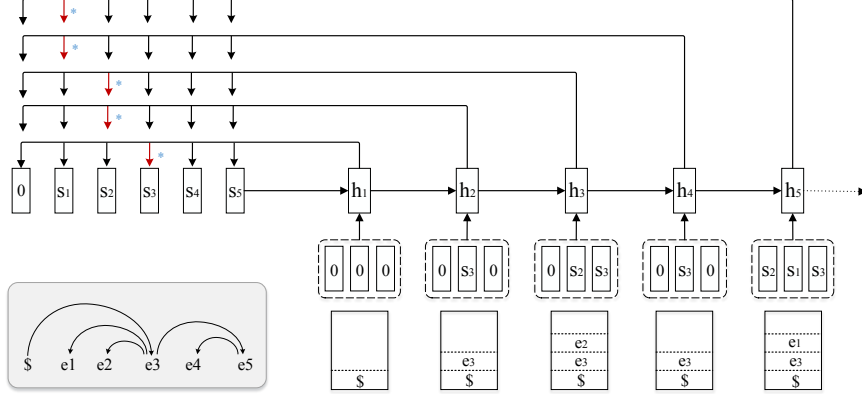 *
*
*
*
*
0 s1 s2 s3 s4 s5 h1 h2 h3 h4 h5
0 0 0 0 s3 0 0 s2 s3 0 s3 0 s2 s1 s3
e2 e1
e3 e3 e3 e3
$ $ $ $ $
$ e1 e2 e3 e4 e5